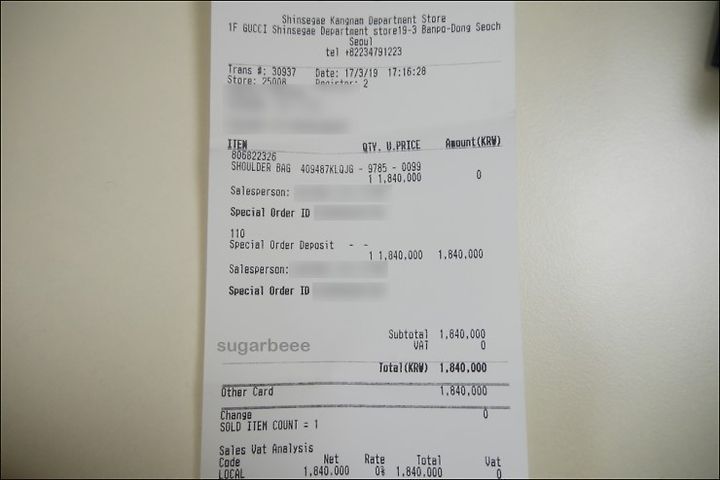 Shinsegae Kangnam Department Store
1F GUCCI Shinsegae Department store19-3 Banpo-Dong Seoch
Seoul
tel +82234791223
Trans #: 30937 Date: 17/3/19 17:16:28
Store: 25008 Register: 2
ITEM QTY. U.PRICE Amount(KRW)
806822326
SHOULDER BAG 409487KLQJG - 9785 - 0099
1 1,840,000 0
Salesperson:
Special Order ID
110
Special Order Deposit - -
1 1,840,000 1,840,000
Salesperson:
Special Order ID
Subtotal 1,840,000
VAT 0
sugarbeee
Total(KRW) 1,840,000
Other Card 1,840,000
Change 0
SOLD ITEM COUNT = 1
Sales Vat Analysis
Code Net Rate Total Vat
LOCAL 1,840,000 0% 1,840,000 0